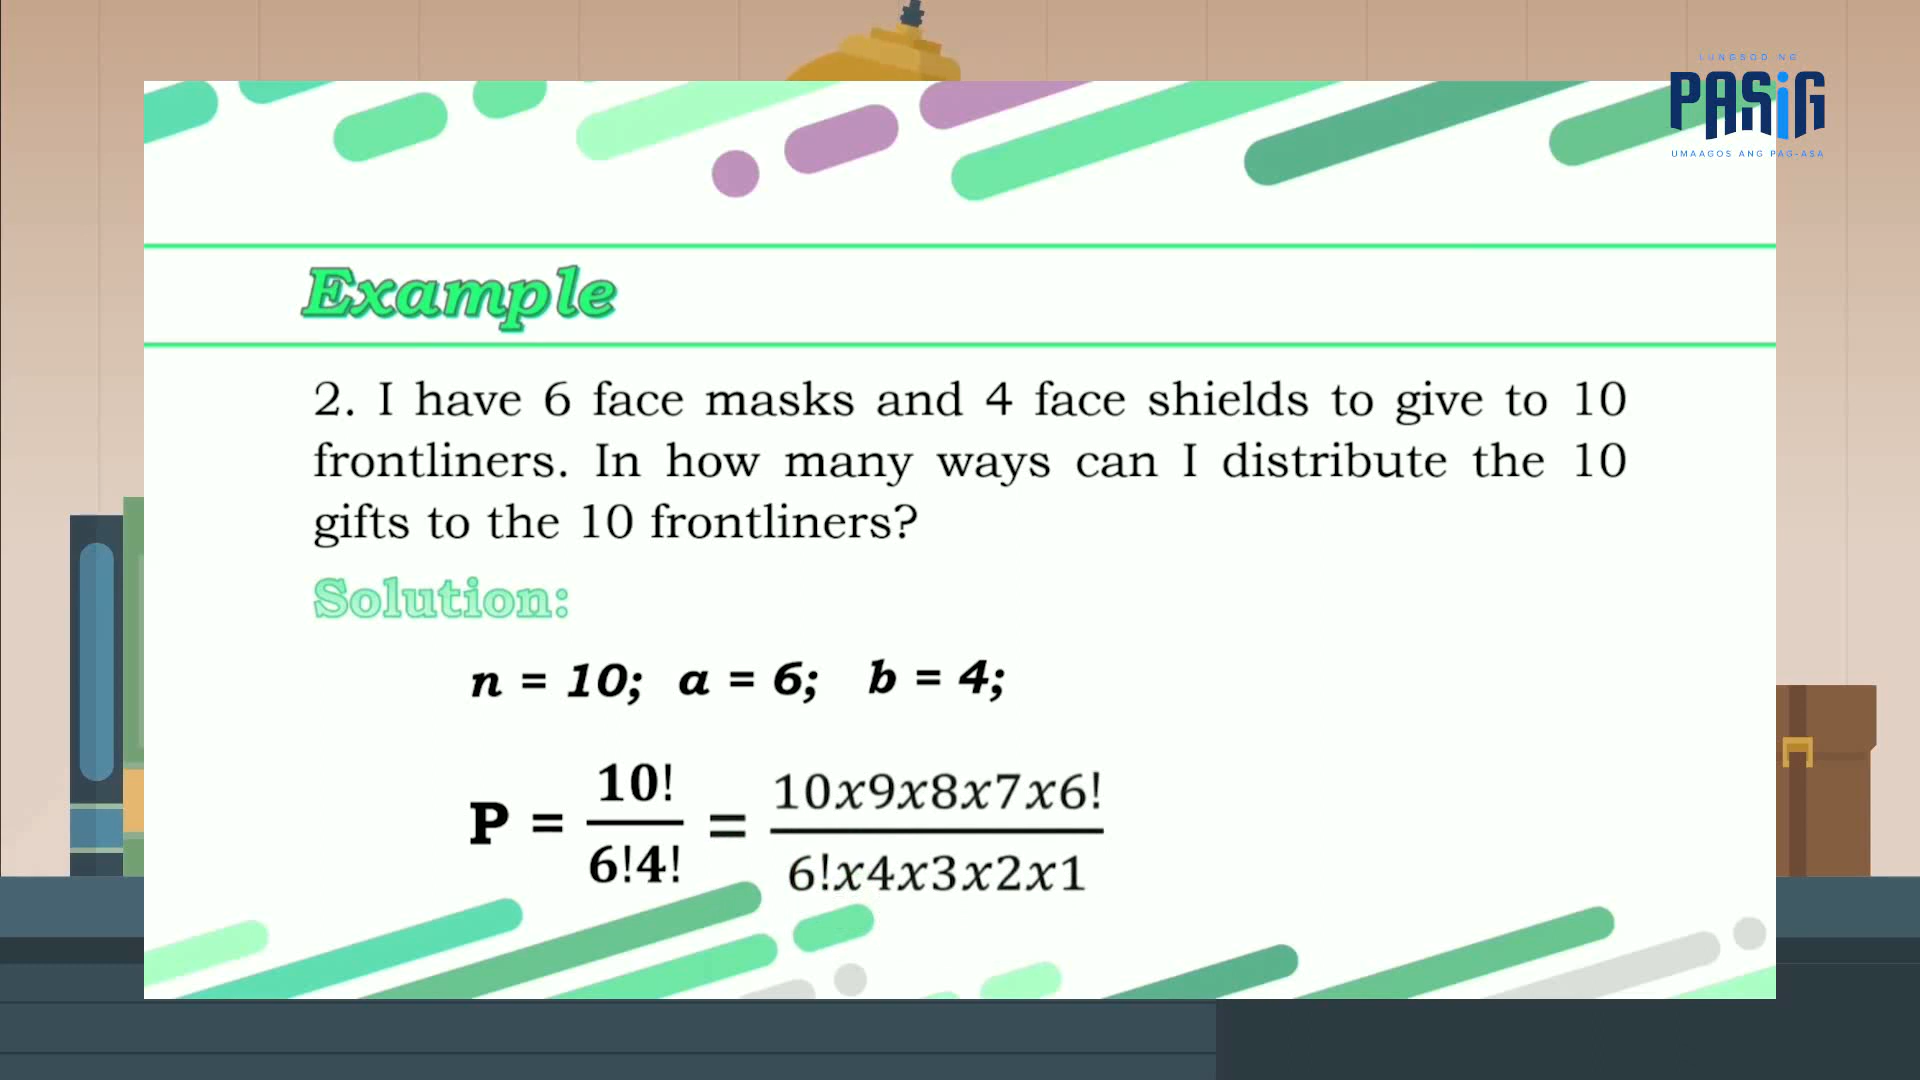 LUNGSOD NG
PASiG
UMAAGOS ANG PAG-ASA
Example
2. I have 6 face masks and 4 face shields to give to 10
frontliners. In how many ways can I distribute the 10
gifts to the 10 frontliners?
Solution:
n = 10; a = 6; b = 4;
P = 10!/6!4! = 10x9x8x7x6!/6!x4x3x2x1